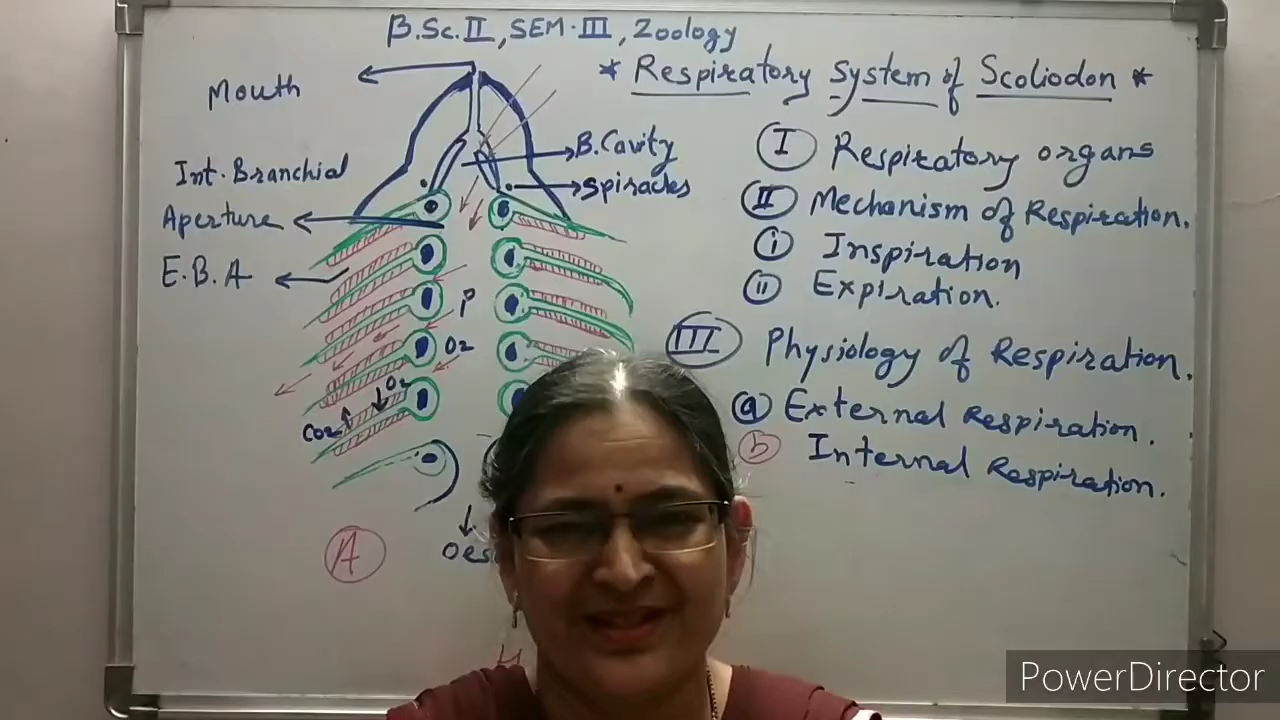 B.Sc.II, SEM.III, Zoology
* Respiratory System of Scoliodon *
Mouth
B.Cavity
Spiracles
Int. Branchial
Aperture
E.B.A
P
O2
O2
CO2
A
I Respiratory organs
II Mechanism of Respiration.
i Inspiration
ii Expiration.
III Physiology of Respiration.
a External Respiration.
b Internal Respiration.
PowerDirector